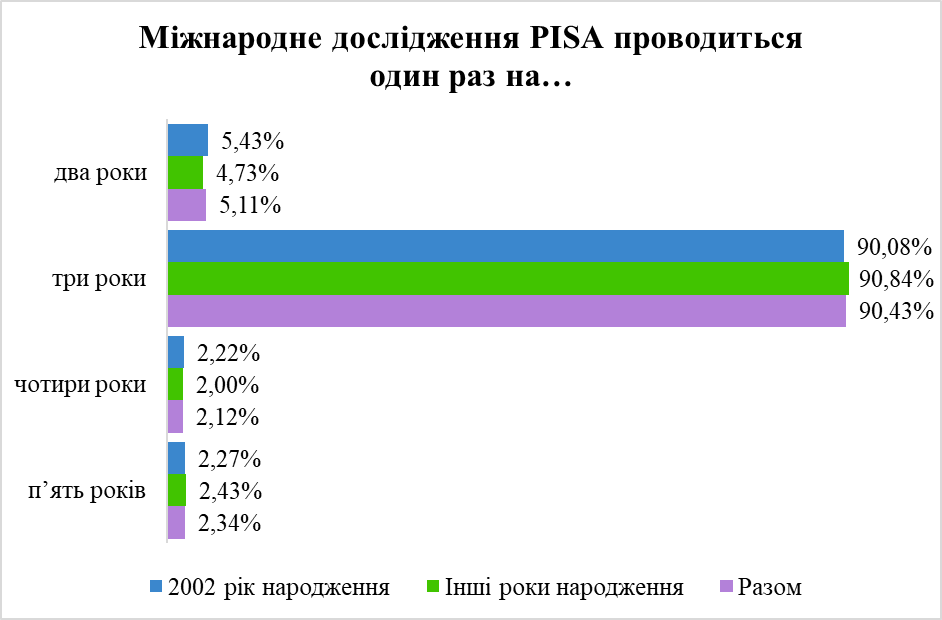 Міжнародне дослідження PISA проводиться
один раз на…
два роки
5,43%
4,73%
5,11%
три роки
90,08%
90,84%
90,43%
чотири роки
2,22%
2,00%
2,12%
п’ять років
2,27%
2,43%
2,34%
2002 рік народження
Інші роки народження
Разом